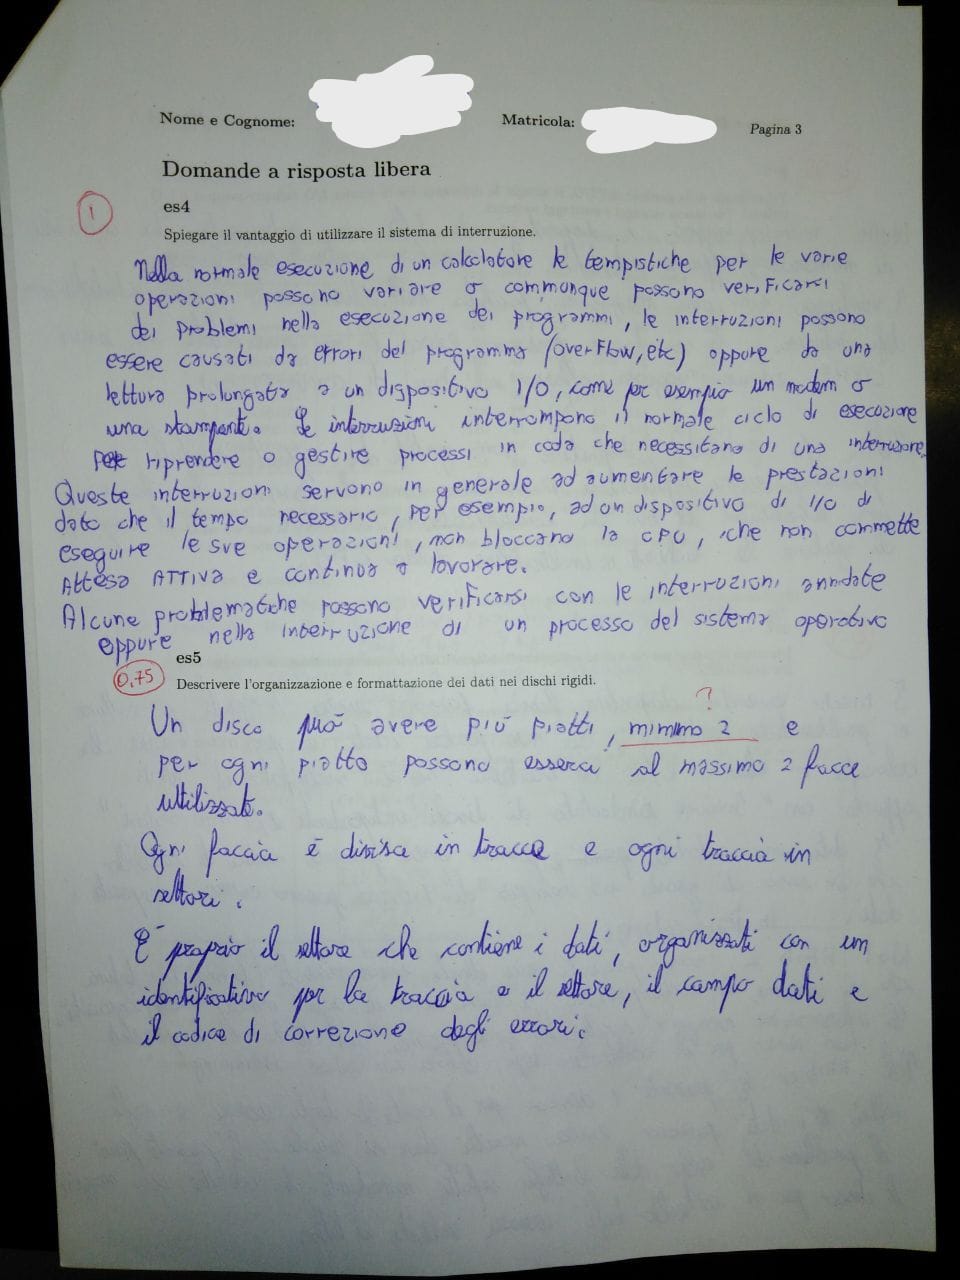 Nome e Cognome:
Matricola:
Pagina 3
Domande a risposta libera
1
es4
Spiegare il vantaggio di utilizzare il sistema di interruzione.
Nella normale esecuzione di un calcolatore le tempistiche per le varie
operazioni possono variare o communque possono verificarsi
dei problemi nella esecuzione dei programmi, le interruzioni possono
essere causati da errori del programma (overflow, etc) oppure da una
lettura prolungata a un dispositivo I/O, come per esempio un modem o
una stampante. Le interruzioni interrompono il normale ciclo di esecuzione
per riprendere o gestire processi in coda che necessitano di una interruzione.
Queste interruzioni servono in generale ad aumentare le prestazioni
dato che il tempo necessario, per esempio, ad un dispositivo di I/O di
eseguire le sue operazioni, non bloccano la CPU, che non commette
ATTESA ATTIVA e continua a lavorare.
Alcune problematiche possono verificarsi con le interruzioni annidate
oppure nella interruzione di un processo del sistema operativo
es5
0,75
Descrivere l'organizzazione e formattazione dei dati nei dischi rigidi.
?
Un disco può avere più piatti, minimo 2 e
per ogni piatto possono essere al massimo 2 facce
utilizzate.
Ogni faccia è divisa in tracce e ogni traccia in
settori.
È proprio il settore che contiene i dati, organizzati con un
identificativo per la traccia e il settore, il campo dati e
il codice di correzione degli errori.